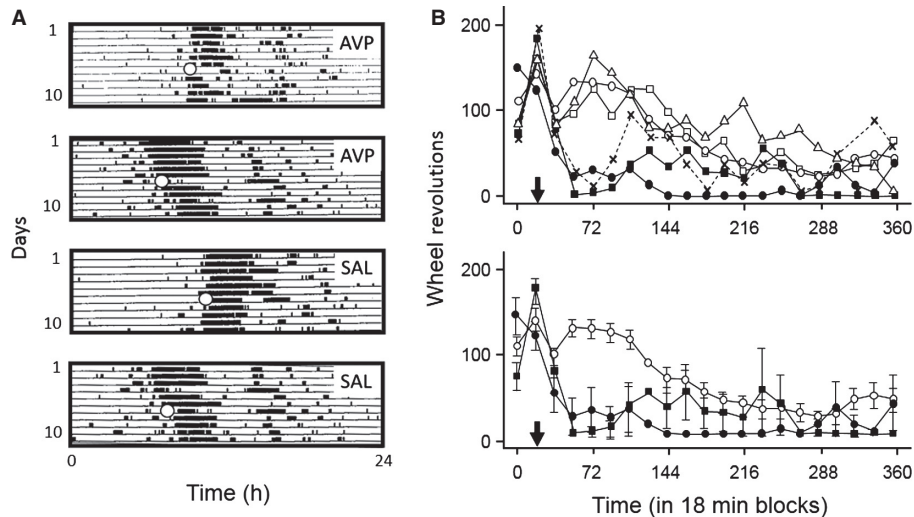 A
1
AVP
10
1
AVP
10
Days
1
SAL
10
1
SAL
10
0 24
Time (h)
B
200
100
0
0 72 144 216 288 360
Wheel revolutions
200
100
0
0 72 144 216 288 360
Time (in 18 min blocks)